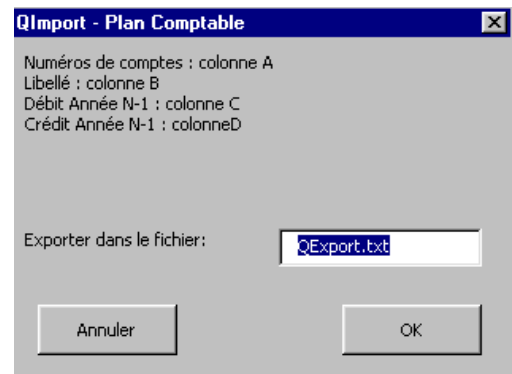 QImport - Plan Comptable
Numéros de comptes : colonne A
Libellé : colonne B
Débit Année N-1 : colonne C
Crédit Année N-1 : colonneD
Exporter dans le fichier: QExport.txt
Annuler OK